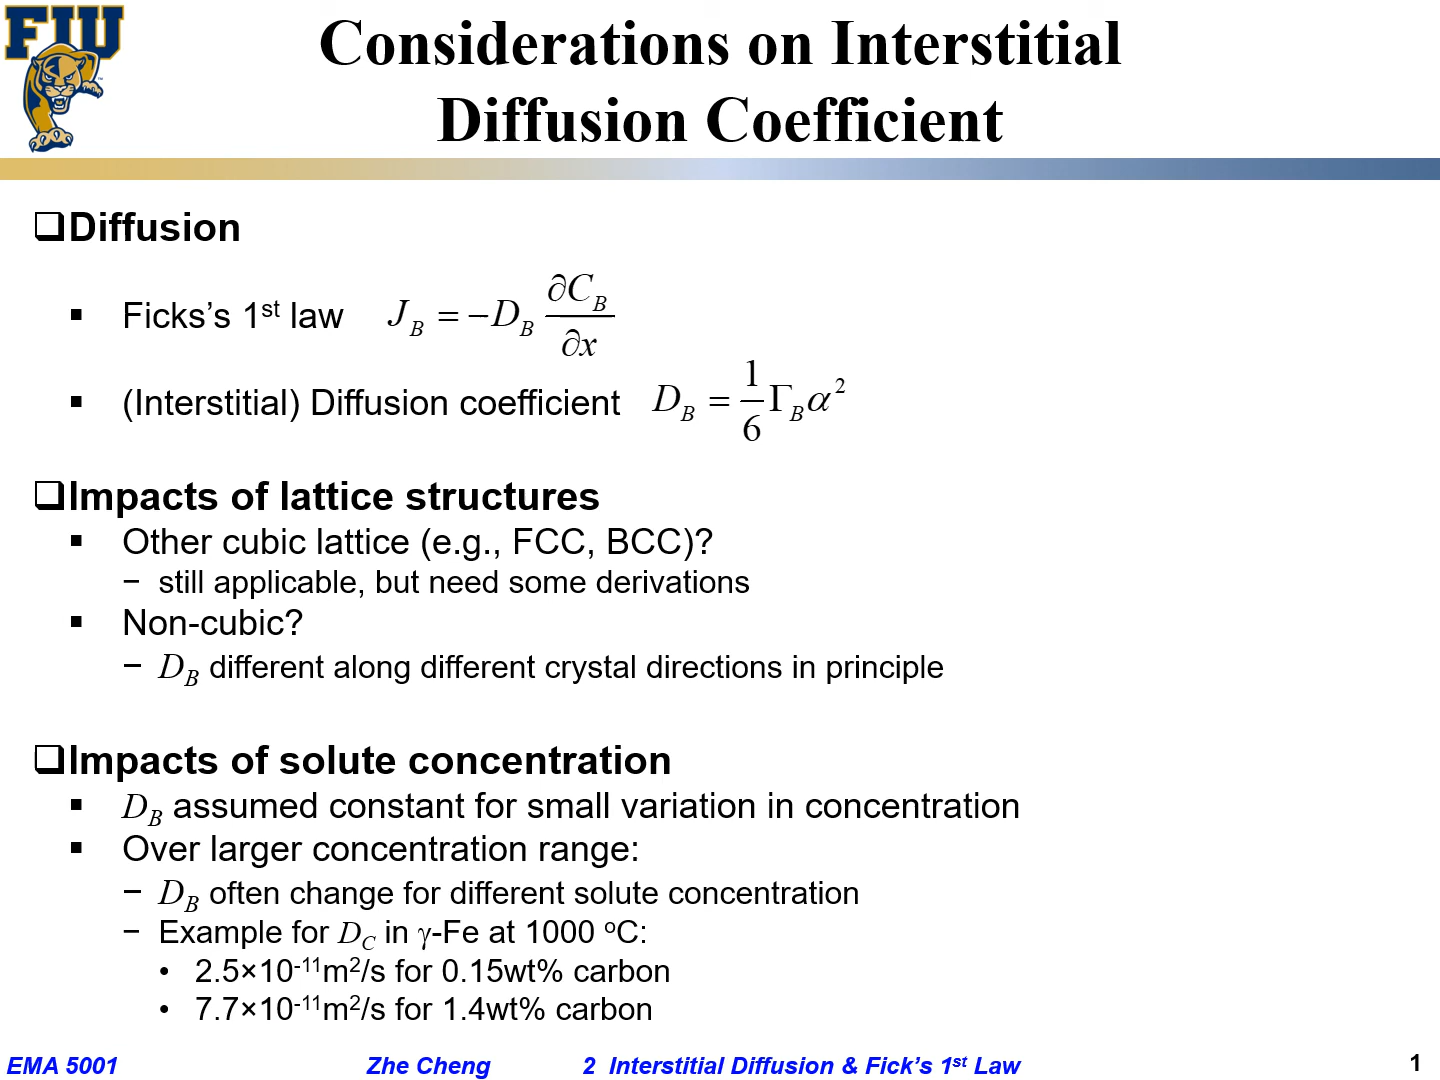 FIU
Considerations on Interstitial
Diffusion Coefficient
❑Diffusion
▪ Ficks’s 1st law J_B = −D_B ∂C_B/∂x
▪ (Interstitial) Diffusion coefficient D_B = 1/6 Γ_B α²
❑Impacts of lattice structures
▪ Other cubic lattice (e.g., FCC, BCC)?
− still applicable, but need some derivations
▪ Non-cubic?
− D_B different along different crystal directions in principle
❑Impacts of solute concentration
▪ D_B assumed constant for small variation in concentration
▪ Over larger concentration range:
− D_B often change for different solute concentration
− Example for D_C in γ-Fe at 1000 °C:
• 2.5×10⁻¹¹m²/s for 0.15wt% carbon
• 7.7×10⁻¹¹m²/s for 1.4wt% carbon
EMA 5001 Zhe Cheng 2 Interstitial Diffusion & Fick’s 1st Law 1